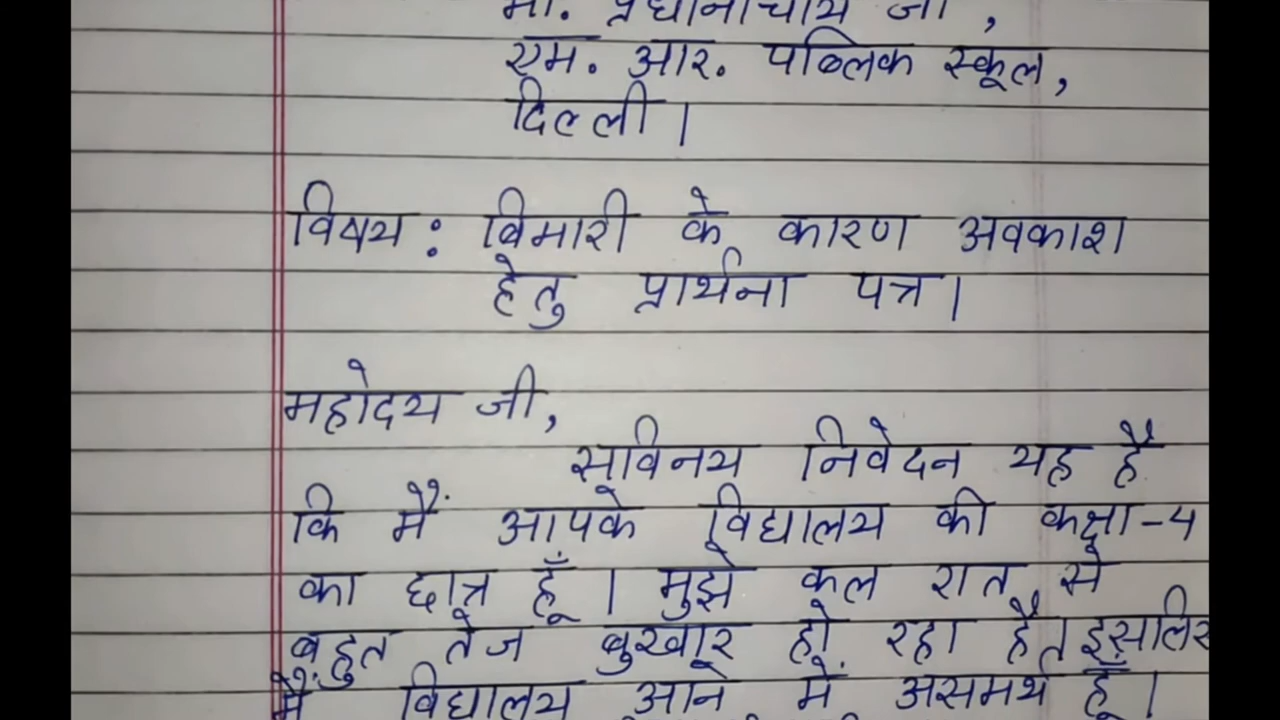 मा. प्रधानाचार्य जी ,
एम. आर. पब्लिक स्कूल,
दिल्ली।
विषय : बिमारी के कारण अवकाश
हेतु प्रार्थना पत्र।
महोदय जी,
सविनय निवेदन यह है
कि मैं आपके विद्यालय की कक्षा-4
का छात्र हूँ। मुझे कल रात से
बहुत तेज बुखार हो रहा है। इसलिए
मैं विद्यालय आने में असमर्थ हूँ।